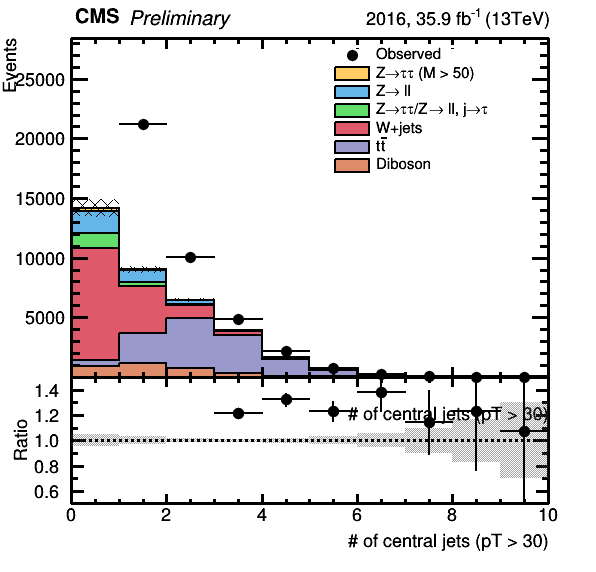 CMS Preliminary 2016, 35.9 fb⁻¹ (13TeV)
Events
25000
20000
15000
10000
5000
Observed
Z→ττ (M > 50)
Z→ ll
Z→ττ/Z→ ll, j→τ
W+jets
tt̄
Diboson
# of central jets (pT > 30)
Ratio
1.4
1.2
1.0
0.8
0.6
0 2 4 6 8 10
# of central jets (pT > 30)